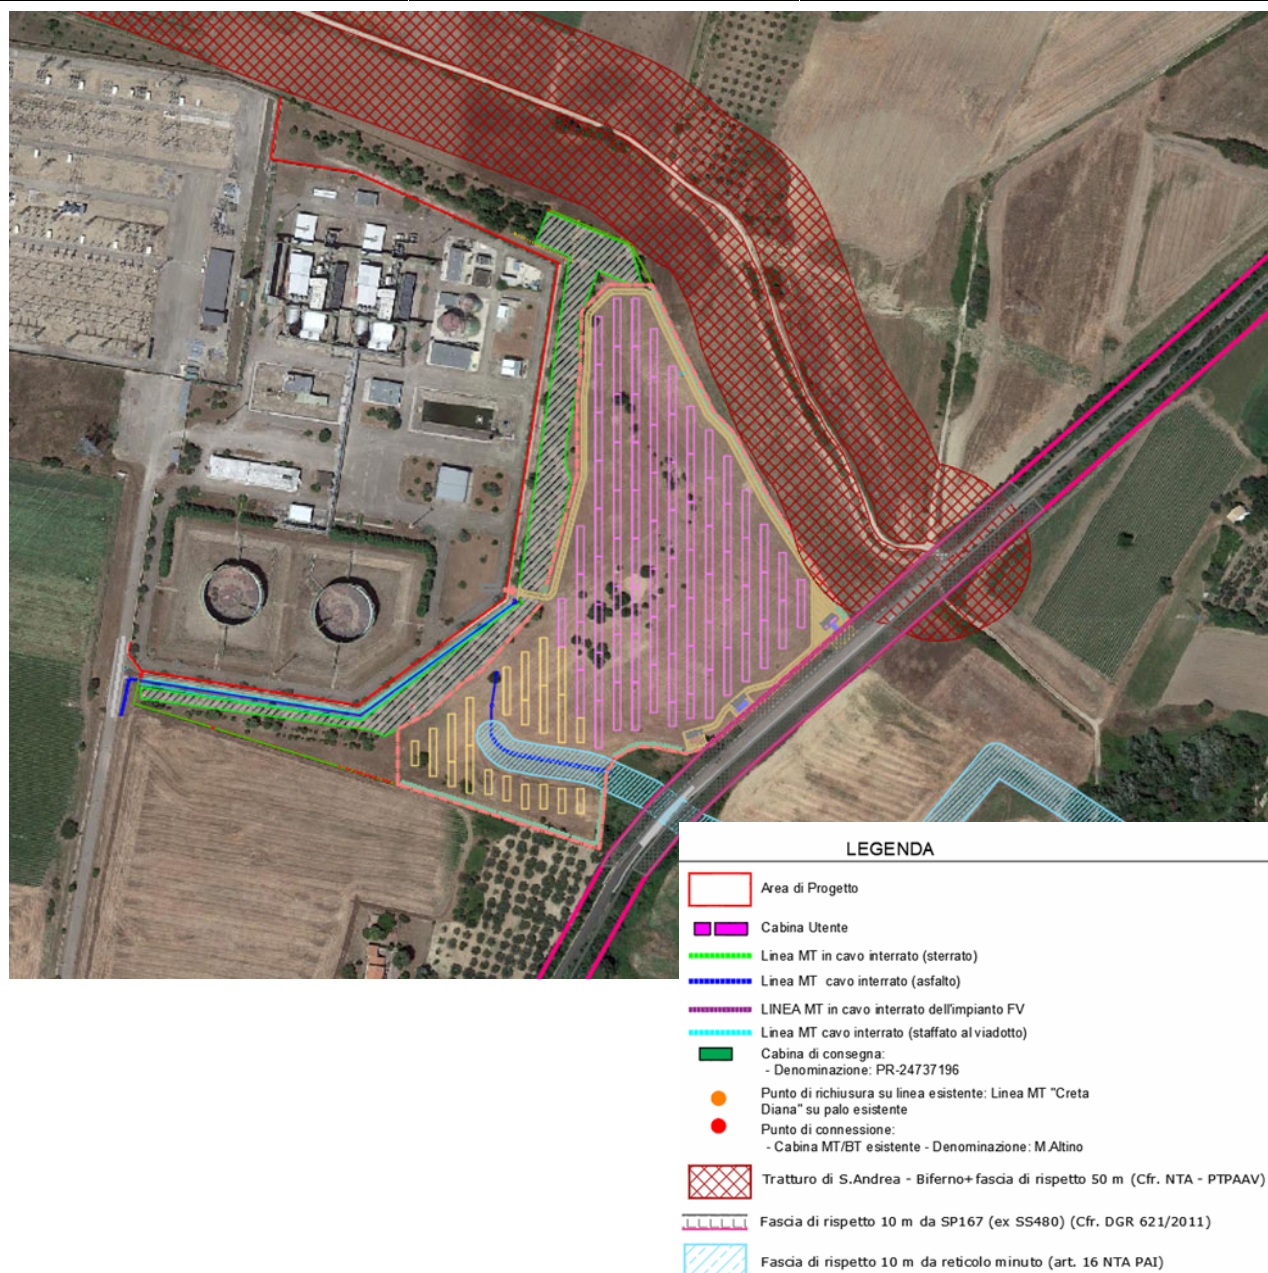 LEGENDA
Area di Progetto
Cabina Utente
Linea MT in cavo interrato (sterrato)
Linea MT cavo interrato (asfalto)
LINEA MT in cavo interrato dell'impianto FV
Linea MT cavo interrato (staffato al viadotto)
Cabina di consegna:
- Denominazione: PR-24737196
Punto di richiusura su linea esistente: Linea MT "Creta
Diana" su palo esistente
Punto di connessione:
- Cabina MT/BT esistente - Denominazione: M.Altino
Tratturo di S.Andrea - Biferno+fascia di rispetto 50 m (Cfr. NTA - PTPAAV)
Fascia di rispetto 10 m da SP167 (ex SS480) (Cfr. DGR 621/2011)
Fascia di rispetto 10 m da reticolo minuto (art. 16 NTA PAI)